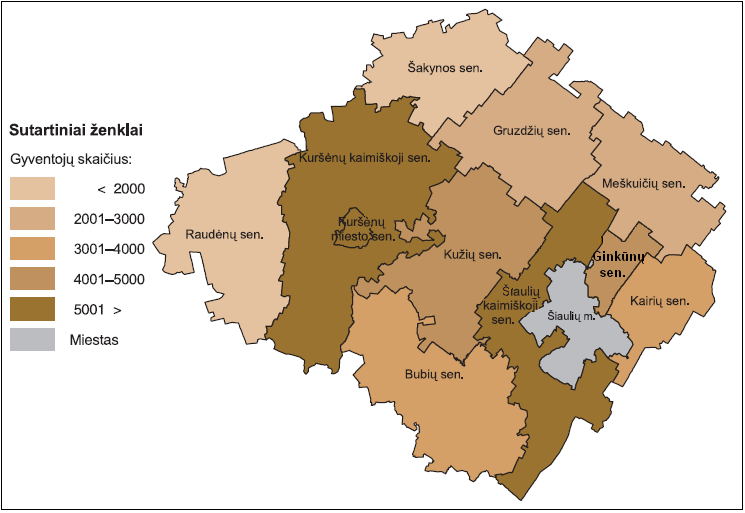 Šakynos sen.
Sutartiniai ženklai
Gyventojų skaičius:
< 2000
2001–3000
3001–4000
4001–5000
5001 >
Miestas
Gruzdžių sen.
Kuršėnų kaimiškoji sen.
Meškuičių sen.
Raudėnų sen.
Kuršėnų
miesto sen.
Kužių sen.
Ginkūnų
sen.
Šiaulių
kaimiškoji
sen.
Kairių sen.
Šiaulių m.
Bubių sen.